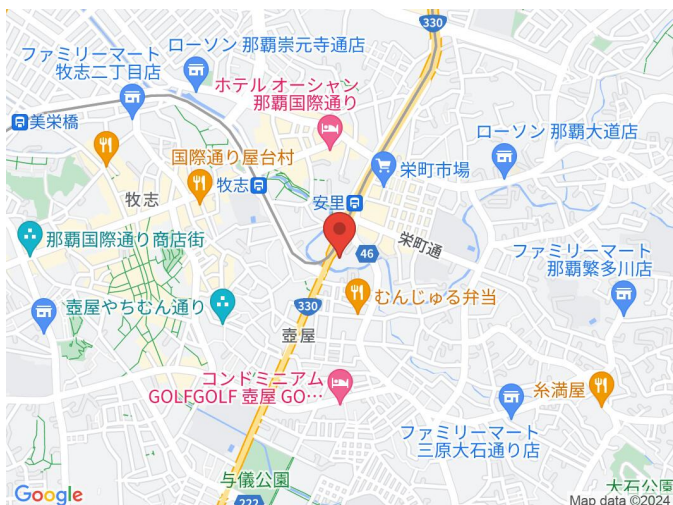 330
ファミリーマート
牧志二丁目店
ローソン 那覇崇元寺通店
ホテル オーシャン
那覇国際通り
美栄橋
ローソン 那覇大道店
国際通り屋台村
栄町市場
牧志
牧志
安里
那覇国際通り商店街
46
栄町通
ファミリーマート
那覇繁多川店
壺屋やちむん通り
330
むんじゅる弁当
壺屋
コンドミニアム
GOLFGOLF 壺屋 GO…
糸満屋
ファミリーマート
三原大石通り店
与儀公園
大石公園
222
Google
Map data ©2024